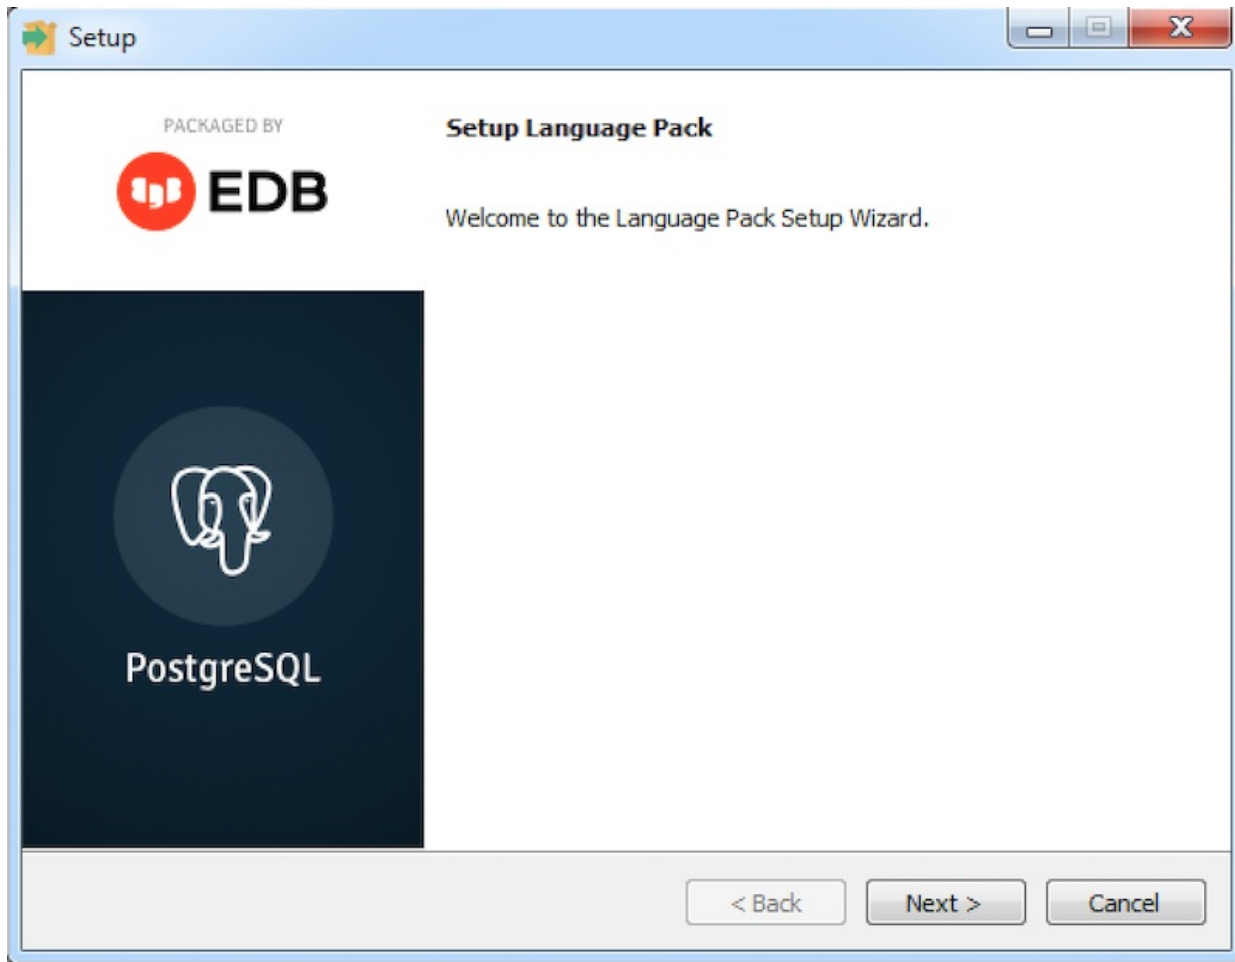 Setup
PACKAGED BY
EDB
Setup Language Pack
Welcome to the Language Pack Setup Wizard.
PostgreSQL
< Back
Next >
Cancel